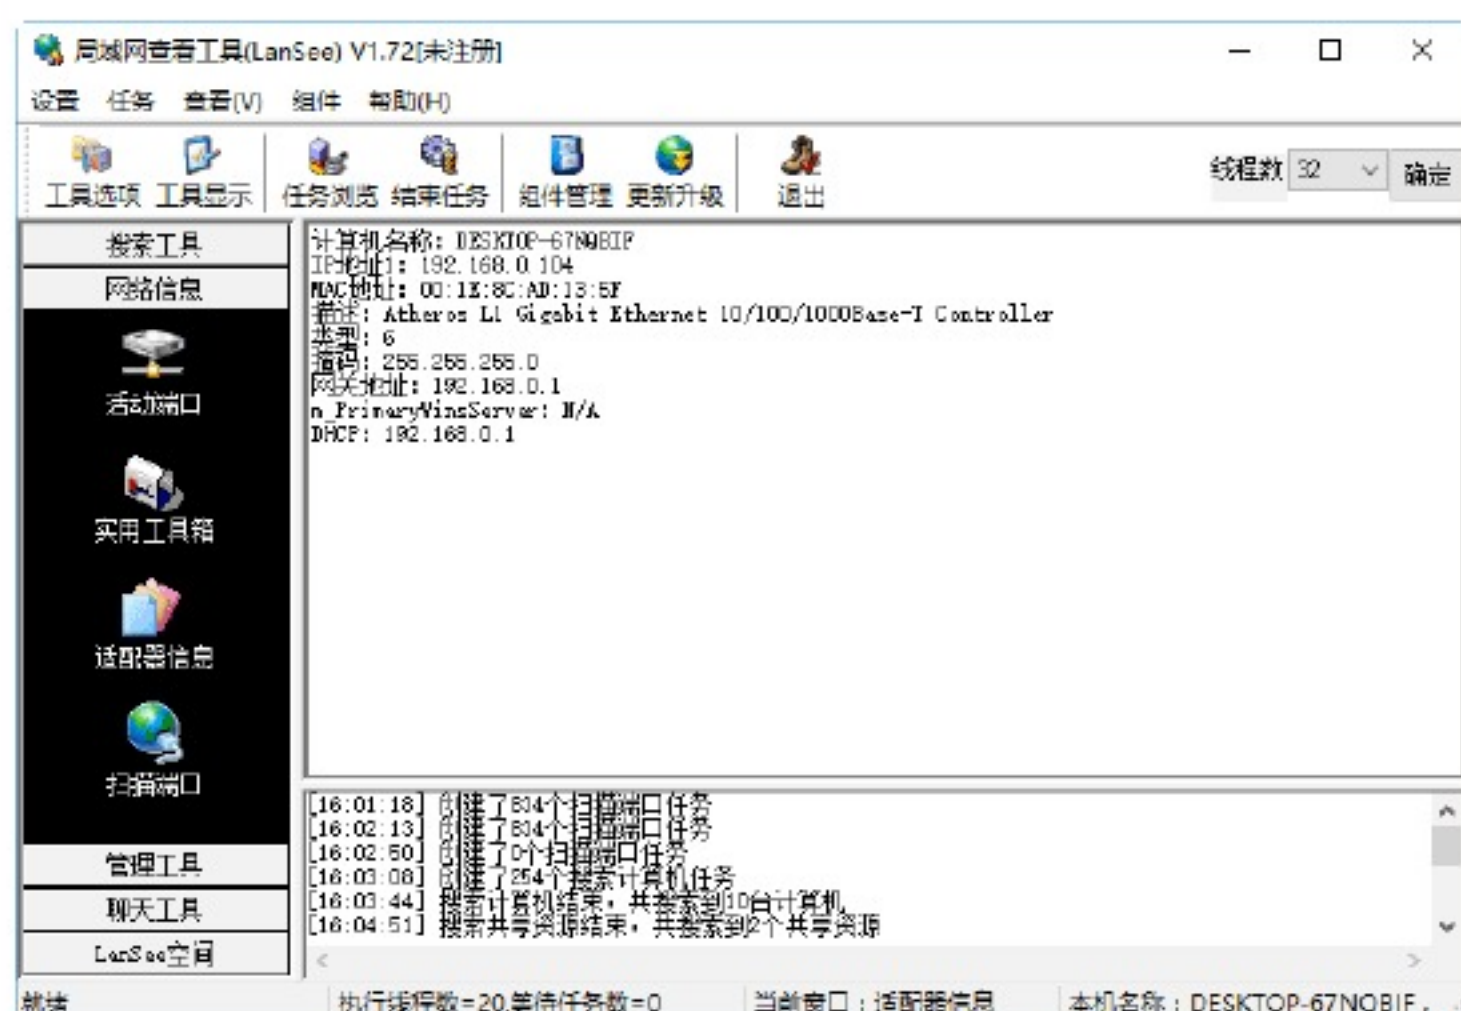 局域网查看工具(LanSee) V1.72[未注册]
设置 任务 查看(V) 组件 帮助(H)
工具选项 工具显示 任务浏览 结束任务 组件管理 更新升级 退出 线程数 32 确定
搜索工具
网络信息
活动端口
实用工具箱
适配器信息
扫描端口
管理工具
聊天工具
LanSee空间
计算机名称: DESKTOP-67NQBIF
IP地址1: 192.168.0.104
MAC地址: 00:1E:8C:AD:13:5F
描述: Atheros L1 Gigabit Ethernet 10/100/1000Base-T Controller
类型: 6
掩码: 255.255.255.0
网关地址: 192.168.0.1
m_PrimaryWinsServer: N/A
DHCP: 192.168.0.1
[16:01:18] 创建了834个扫描端口任务
[16:02:13] 创建了834个扫描端口任务
[16:02:50] 创建了0个扫描端口任务
[16:03:08] 创建了254个搜索计算机任务
[16:03:44] 搜索计算机结束，共搜索到10台计算机
[16:04:51] 搜索共享资源结束，共搜索到2个共享资源
就绪 执行线程数=20,等待任务数=0 当前窗口：适配器信息 本机名称：DESKTOP-67NQBIF，